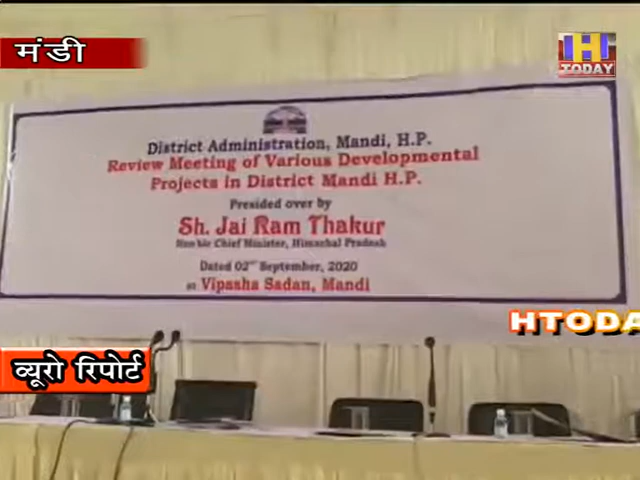 मंडी
HI
TODAY
District Administration, Mandi, H.P.
Review Meeting of Various Developmental
Projects in District Mandi H.P.
Presided over by
Sh. Jai Ram Thakur
Hon'ble Chief Minister, Himachal Pradesh
Dated 02nd September, 2020
at Vipasha Sadan, Mandi
HTODA
ब्यूरो रिपोर्ट